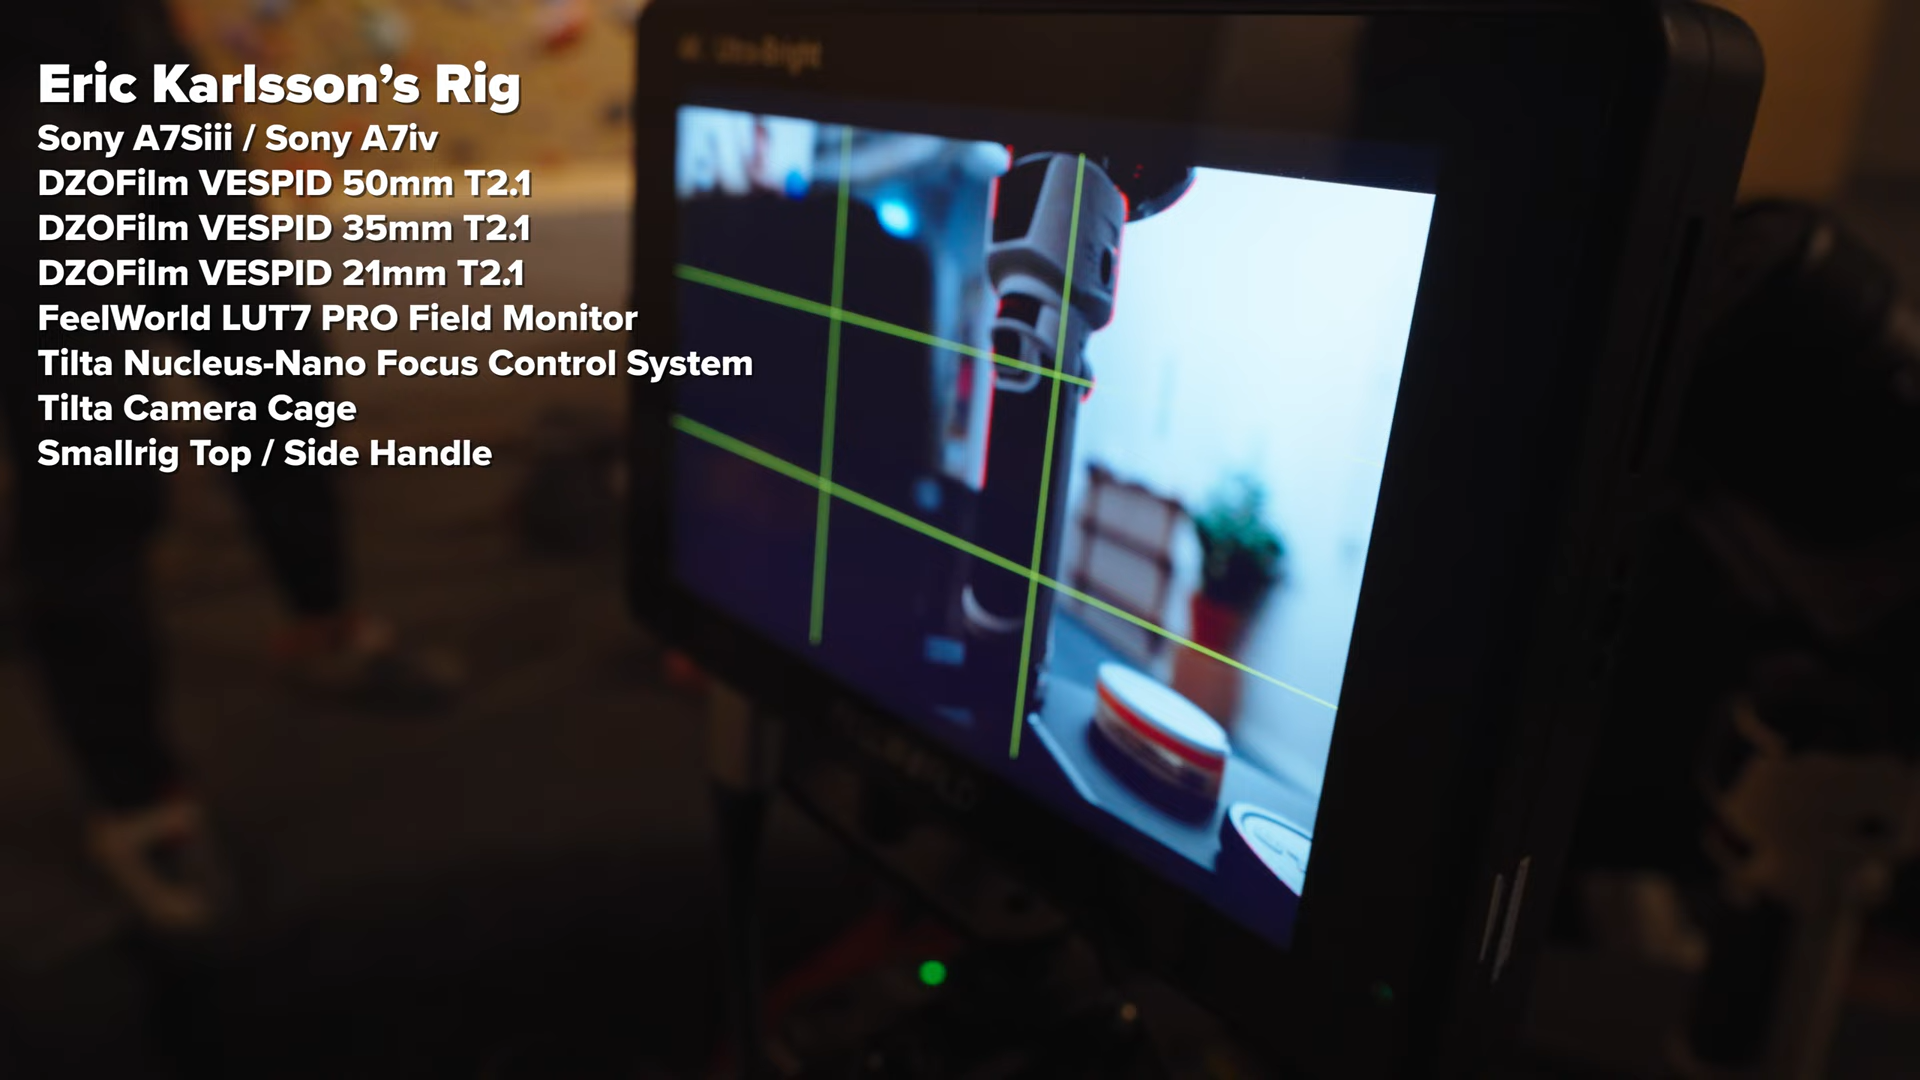 Eric Karlsson’s Rig
Sony A7Siii / Sony A7iv
DZOFilm VESPID 50mm T2.1
DZOFilm VESPID 35mm T2.1
DZOFilm VESPID 21mm T2.1
FeelWorld LUT7 PRO Field Monitor
Tilta Nucleus-Nano Focus Control System
Tilta Camera Cage
Smallrig Top / Side Handle
Ultra-Bright